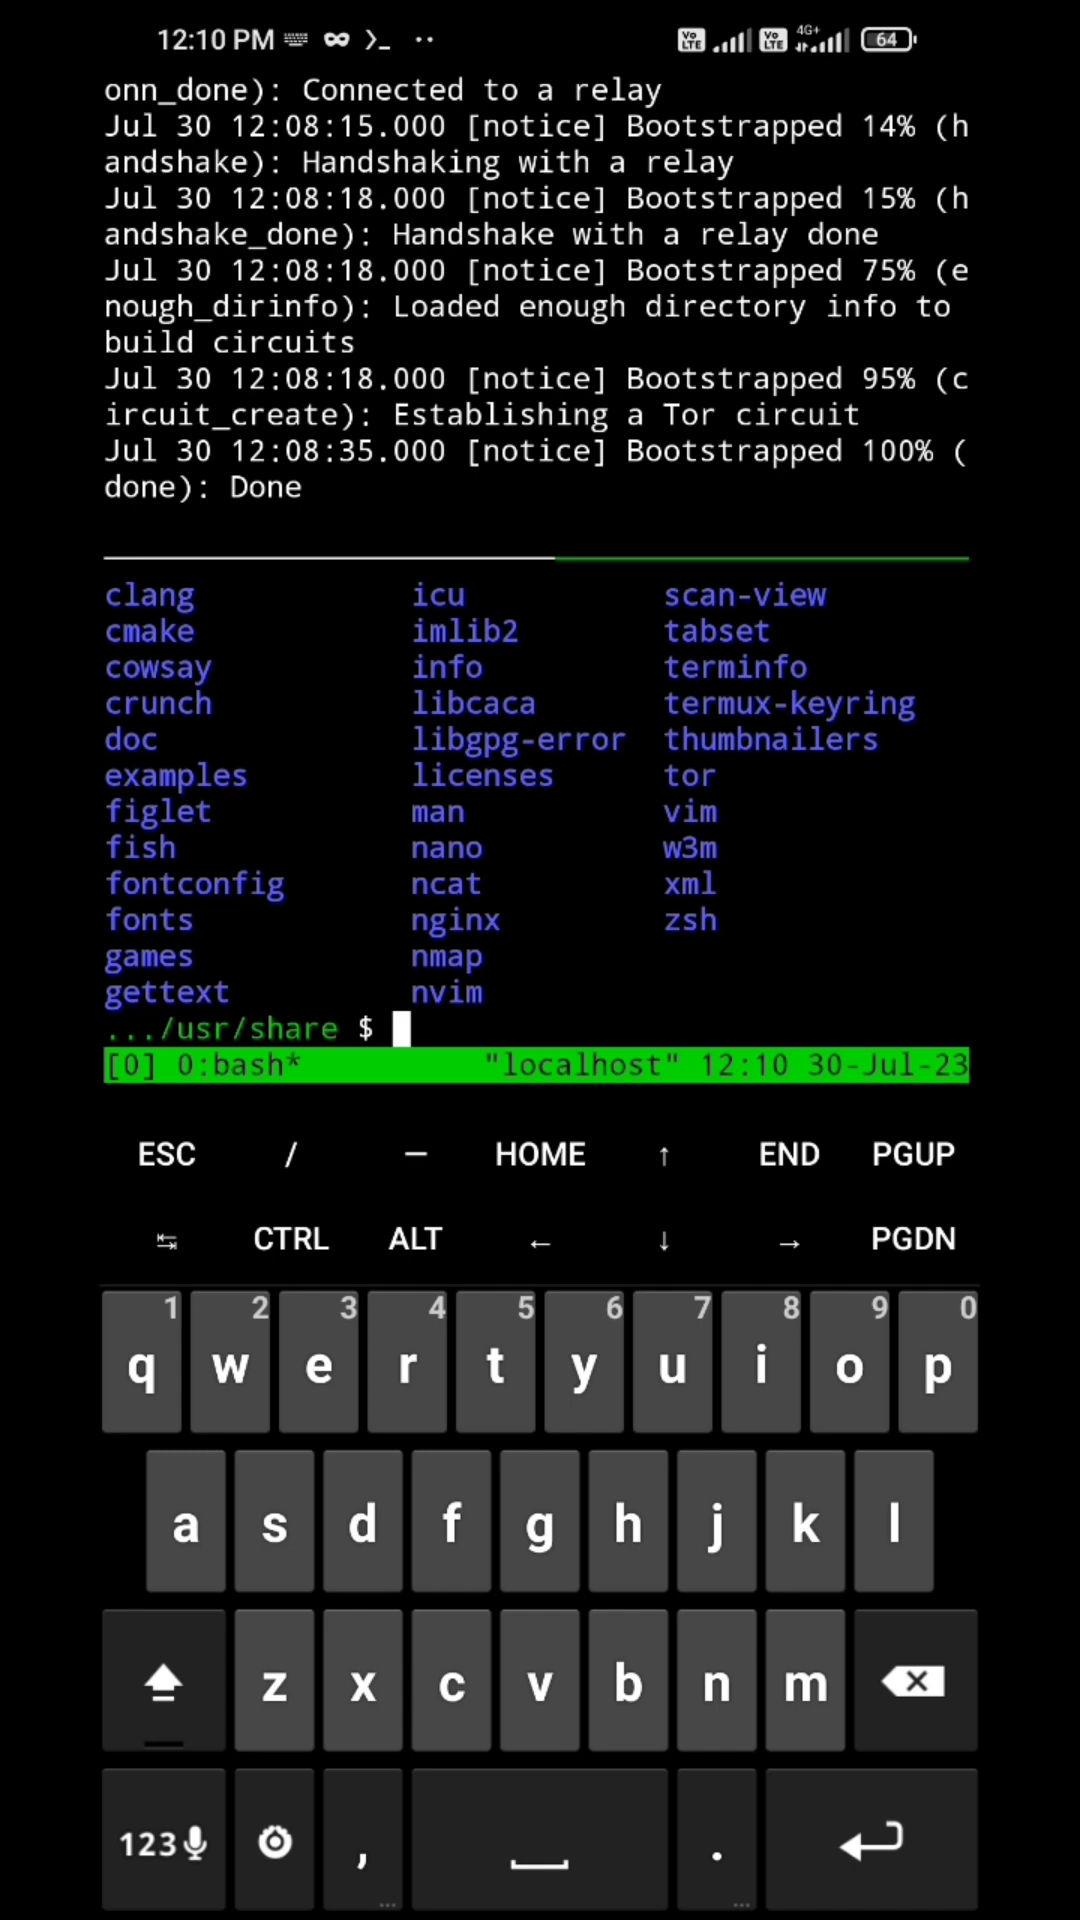 12:10 PM
Vo LTE Vo LTE 4G+ 64
onn_done): Connected to a relay
Jul 30 12:08:15.000 [notice] Bootstrapped 14% (h
andshake): Handshaking with a relay
Jul 30 12:08:18.000 [notice] Bootstrapped 15% (h
andshake_done): Handshake with a relay done
Jul 30 12:08:18.000 [notice] Bootstrapped 75% (e
nough_dirinfo): Loaded enough directory info to
build circuits
Jul 30 12:08:18.000 [notice] Bootstrapped 95% (c
ircuit_create): Establishing a Tor circuit
Jul 30 12:08:35.000 [notice] Bootstrapped 100% (
done): Done
clang icu scan-view
cmake imlib2 tabset
cowsay info terminfo
crunch libcaca termux-keyring
doc libgpg-error thumbnailers
examples licenses tor
figlet man vim
fish nano w3m
fontconfig ncat xml
fonts nginx zsh
games nmap
gettext nvim
.../usr/share $
[0] 0:bash* "localhost" 12:10 30-Jul-23
ESC / — HOME ↑ END PGUP
↹ CTRL ALT ← ↓ → PGDN
1 2 3 4 5 6 7 8 9 0
q w e r t y u i o p
a s d f g h j k l
z x c v b n m
123 , .